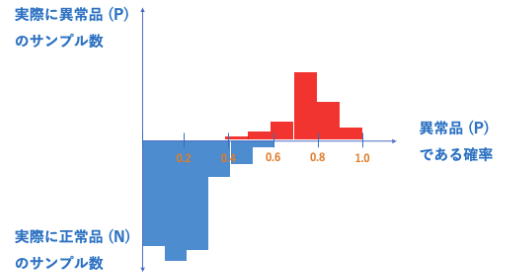 実際に異常品 (P)
のサンプル数
異常品 (P)
である確率
0.2
0.4
0.6
0.8
1.0
実際に正常品 (N)
のサンプル数